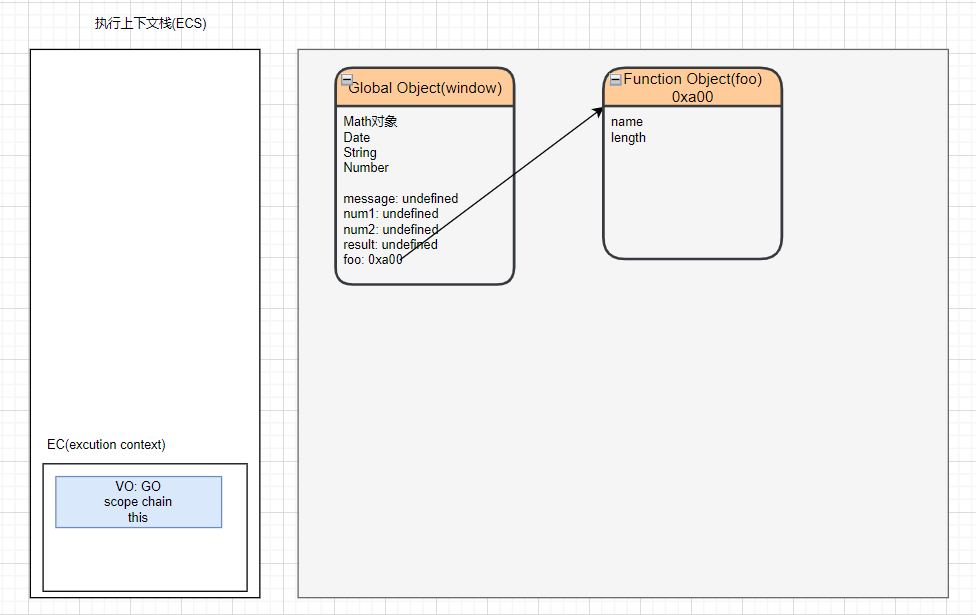 执行上下文栈(ECS)
EC(excution context)
VO: GO
scope chain
this
Global Object(window)
Math对象
Date
String
Number
message: undefined
num1: undefined
num2: undefined
result: undefined
foo: 0xa00
Function Object(foo)
0xa00
name
length